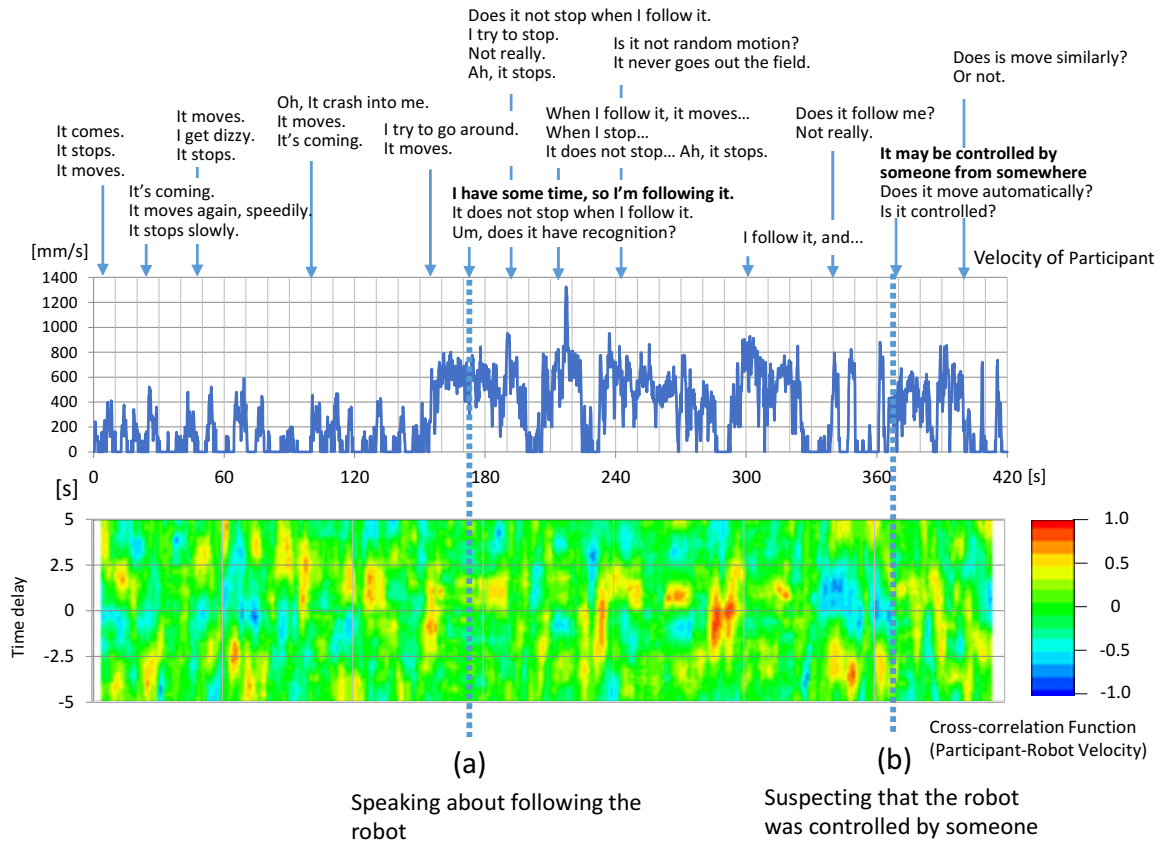 Does it not stop when I follow it.
I try to stop.
Not really.
Ah, it stops.
Is it not random motion?
It never goes out the field.
Does is move similarly?
Or not.
It comes.
It stops.
It moves.
It moves.
I get dizzy.
It stops.
Oh, It crash into me.
It moves.
It's coming.
I try to go around.
It moves.
When I follow it, it moves…
When I stop…
It does not stop… Ah, it stops.
Does it follow me?
Not really.
It may be controlled by
someone from somewhere
Does it move automatically?
Is it controlled?
It's coming.
It moves again, speedily.
It stops slowly.
I have some time, so I'm following it.
It does not stop when I follow it.
Um, does it have recognition?
I follow it, and…
[mm/s]
Velocity of Participant
1400
1200
1000
800
600
400
200
0
0 60 120 180 240 300 360 420 [s]
[s]
5
2.5
0
-2.5
-5
Time delay
1.0
0.5
0
-0.5
-1.0
Cross-correlation Function
(Participant-Robot Velocity)
(a)
Speaking about following the
robot
(b)
Suspecting that the robot
was controlled by someone